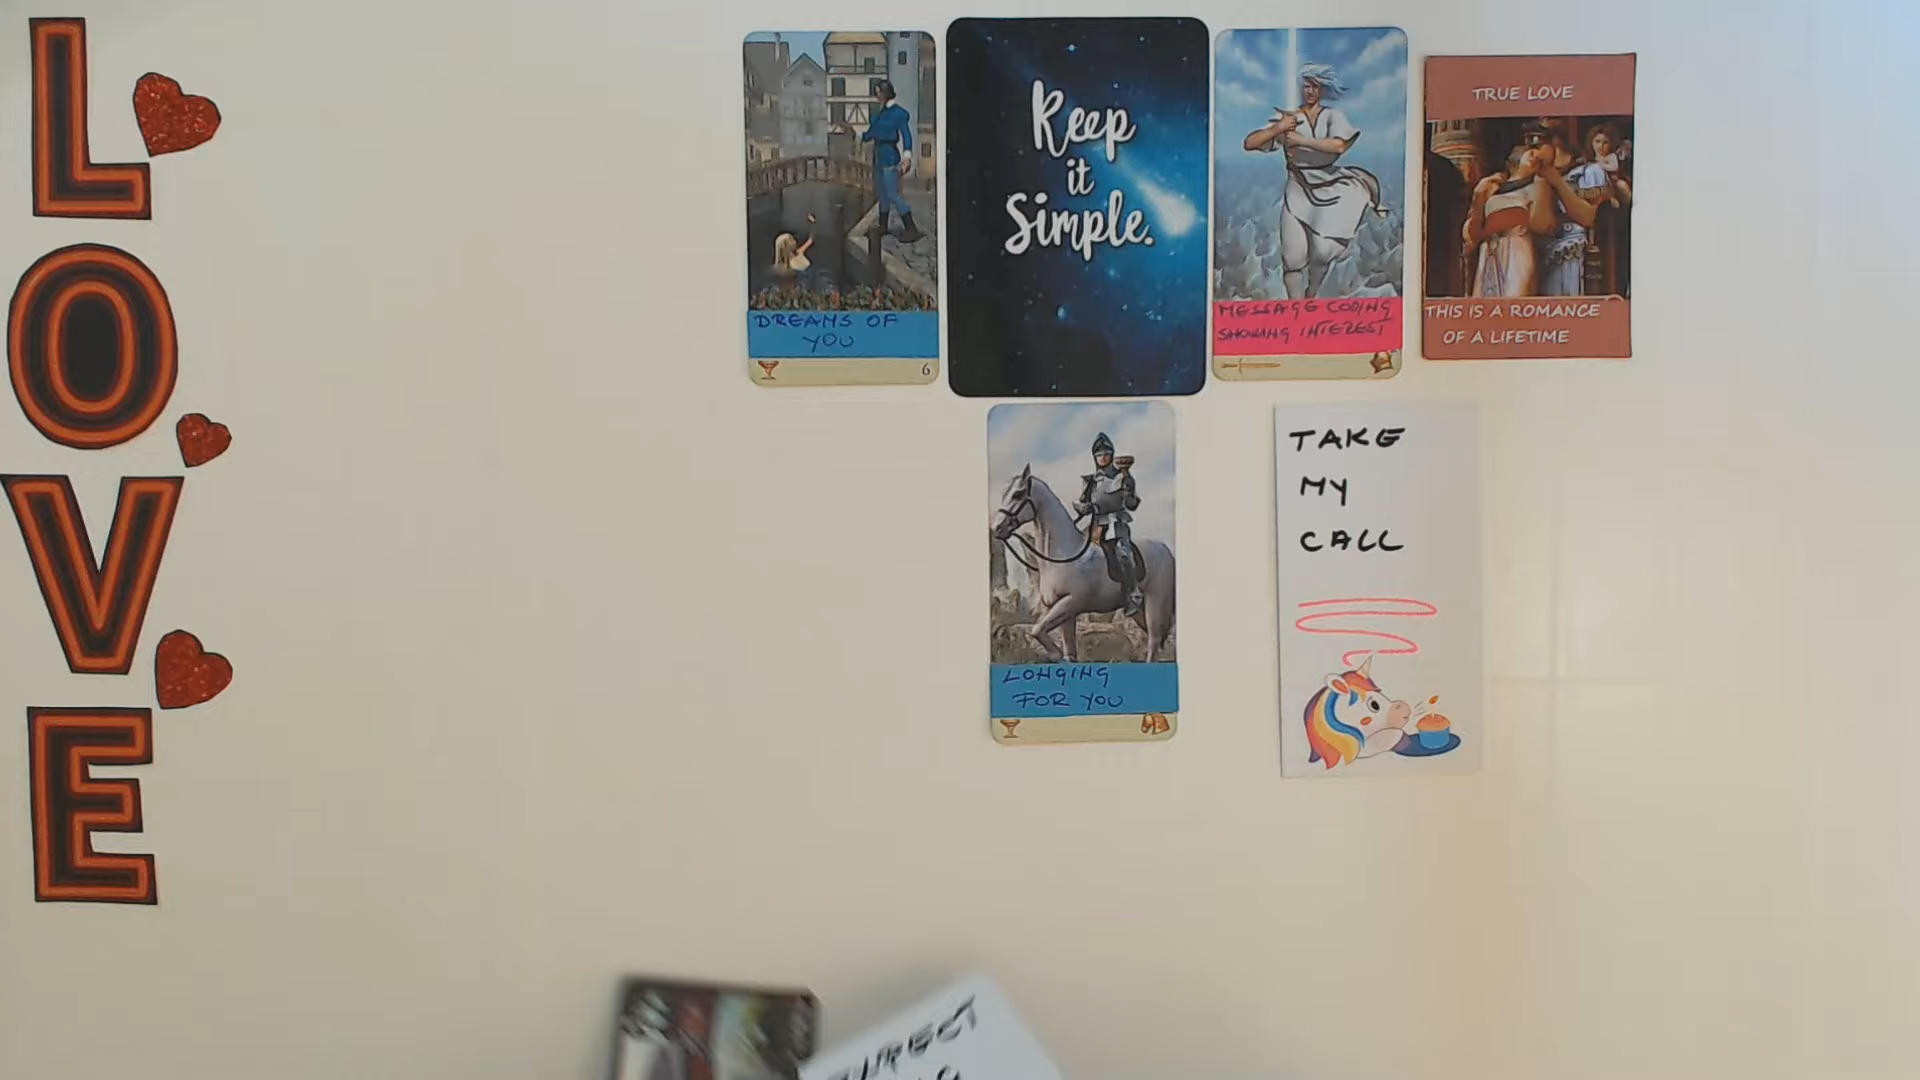 LOVE
DREAMS OF
YOU
6
Keep
it
Simple.
MESSAGE CODING
SHOWING INTEREST
TRUE LOVE
THIS IS A ROMANCE
OF A LIFETIME
LONGING
FOR YOU
TAKE
MY
CALL